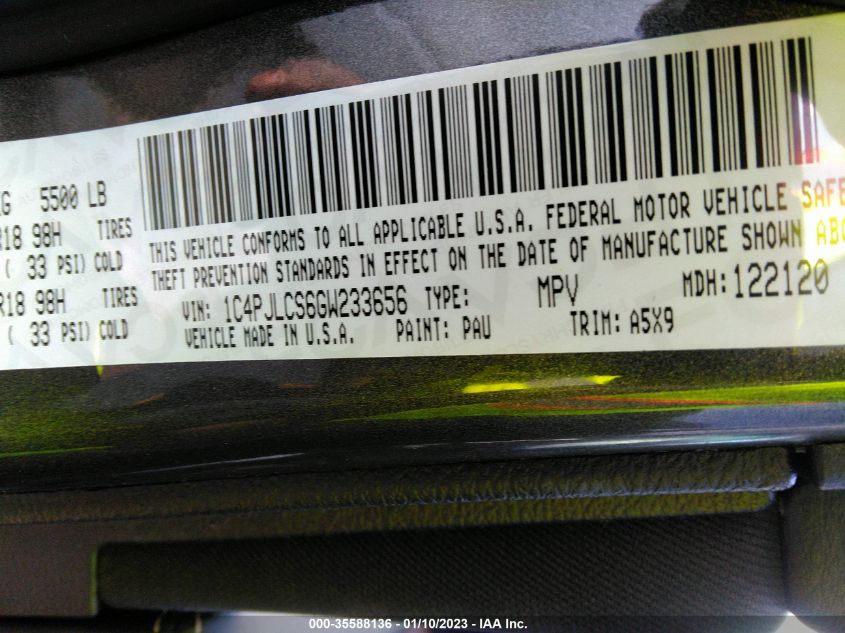 KG 5500 LB
R18 98H TIRES
( 33 PSI) COLD
R18 98H TIRES
( 33 PSI) COLD
THIS VEHICLE CONFORMS TO ALL APPLICABLE U.S.A. FEDERAL MOTOR VEHICLE SAFE
THEFT PREVENTION STANDARDS IN EFFECT ON THE DATE OF MANUFACTURE SHOWN ABO
VIN: 1C4PJLCS6GW233656 TYPE: MPV MDH:122120
VEHICLE MADE IN U.S.A. PAINT: PAU TRIM: A5X9
000-35588136 - 01/10/2023 - IAA Inc.